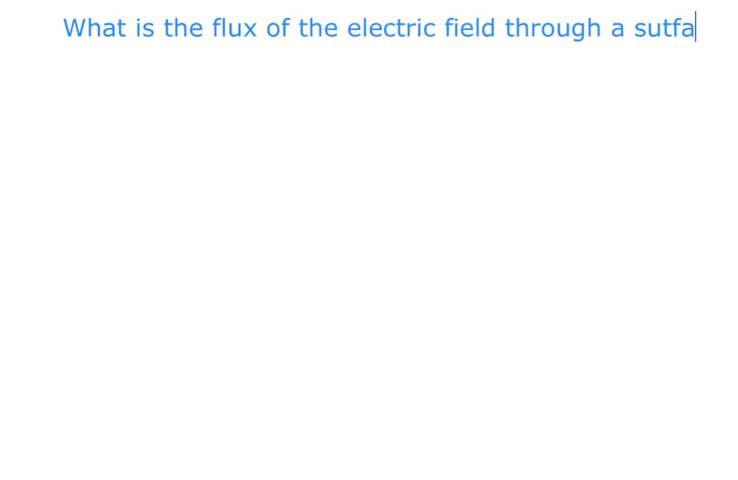 What is the flux of the electric field through a sutfa